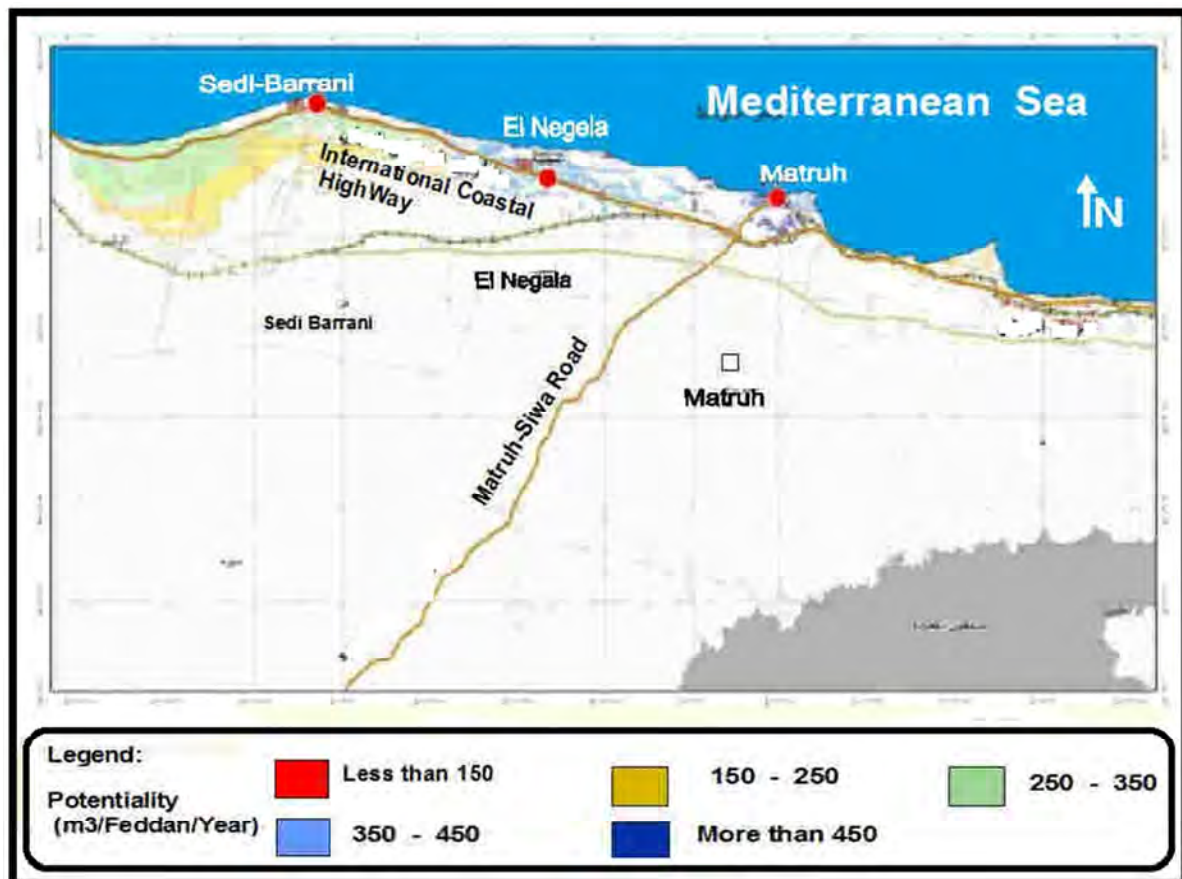 Sedi-Barrani
Mediterranean Sea
El Negela
Matruh
International Coastal
HighWay
N
El Negala
Sedi Barrani
Matruh-Siwa Road
Matruh
Legend:
Potentiality
(m3/Feddan/Year)
Less than 150
150 - 250
250 - 350
350 - 450
More than 450